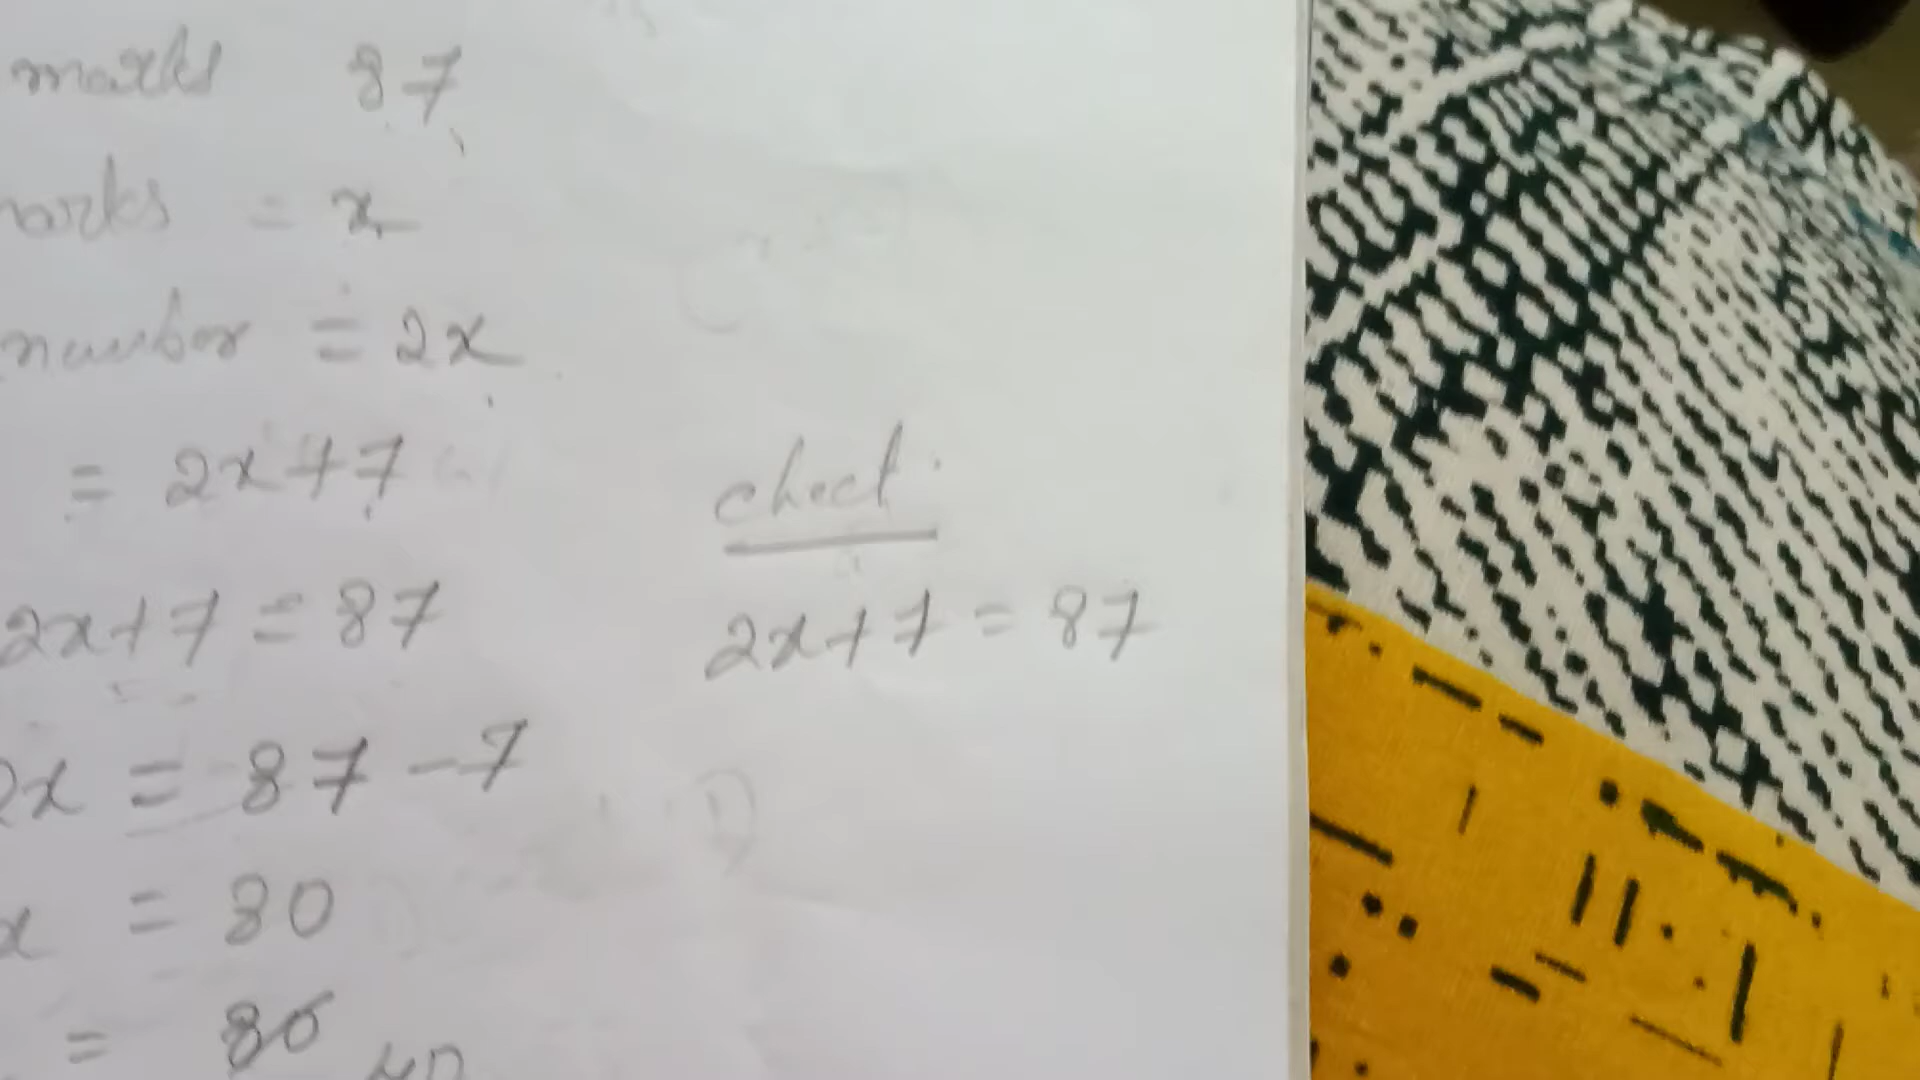 marks 87
marks = x
number = 2x
= 2x+7
2x+7 = 87
2x = 87-7
x = 80
= 80
40
check.
2x+7 = 87